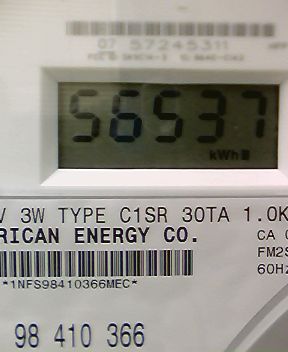 07 57245311
56537
kWh
V 3W TYPE C1SR 30TA 1.0K
RICAN ENERGY CO.
CA
FM2S
60Hz
*1NFS98410366MEC*
98 410 366